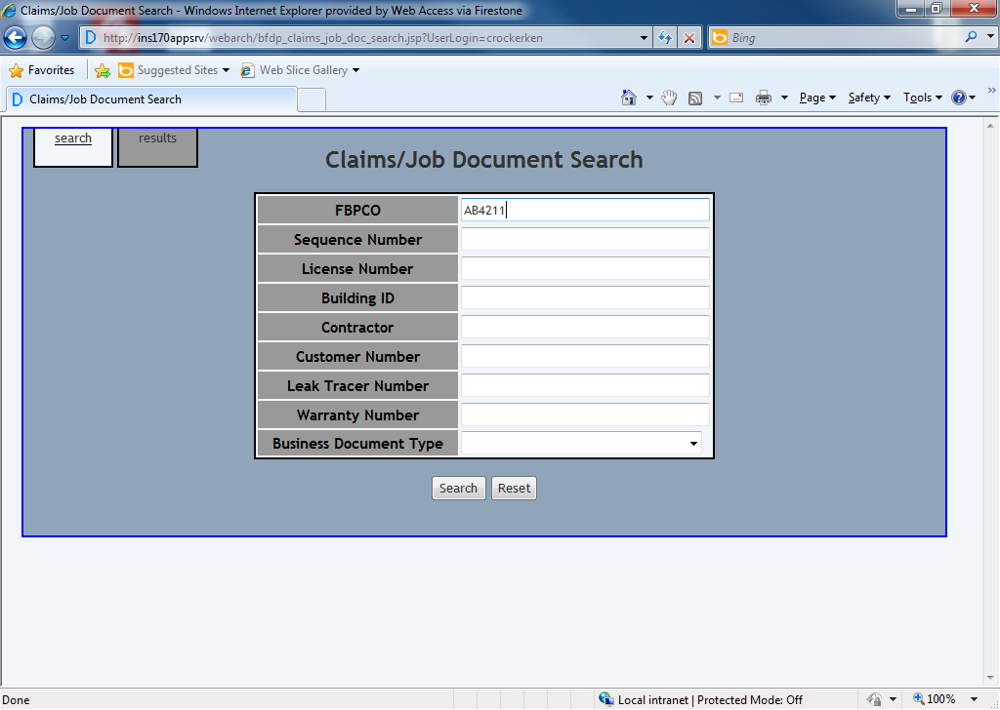 Claims/Job Document Search - Windows Internet Explorer provided by Web Access via Firestone
http://ins170appsrv/webarch/bfdp_claims_job_doc_search.jsp?UserLogin=crockerken
Bing
Favorites Suggested Sites Web Slice Gallery
Claims/Job Document Search Page Safety Tools
search results
Claims/Job Document Search
FBPCO AB4211
Sequence Number
License Number
Building ID
Contractor
Customer Number
Leak Tracer Number
Warranty Number
Business Document Type
Search Reset
Done Local intranet | Protected Mode: Off 100%